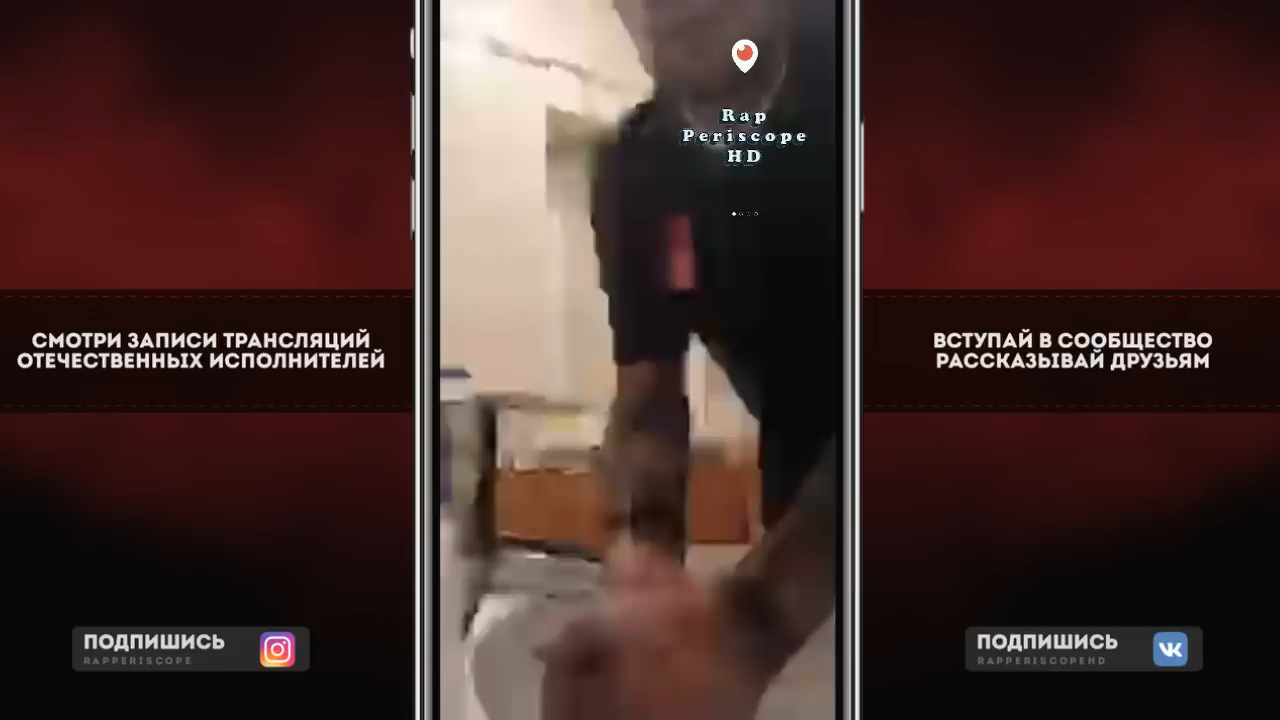 Rap
Periscope
HD
СМОТРИ ЗАПИСИ ТРАНСЛЯЦИЙ
ОТЕЧЕСТВЕННЫХ ИСПОЛНИТЕЛЕЙ
ВСТУПАЙ В СООБЩЕСТВО
РАССКАЗЫВАЙ ДРУЗЬЯМ
ПОДПИШИСЬ
RAPPERISCOPE
ПОДПИШИСЬ
RAPPERISCOPEHD